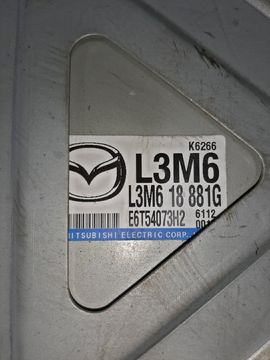 K6266
L3M6
L3M6 18 881G
E6T54073H2 6112
MITSUBISHI ELECTRIC CORP.